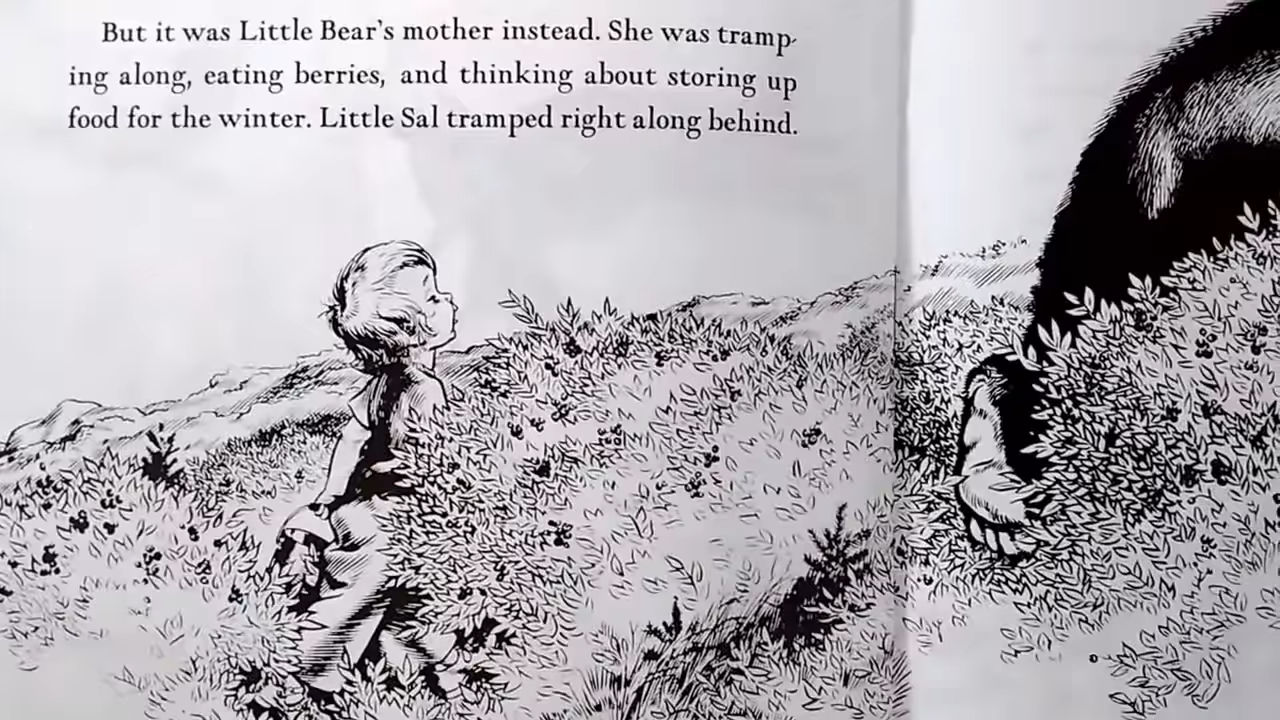 But it was Little Bear's mother instead. She was tramp-
ing along, eating berries, and thinking about storing up
food for the winter. Little Sal tramped right along behind.